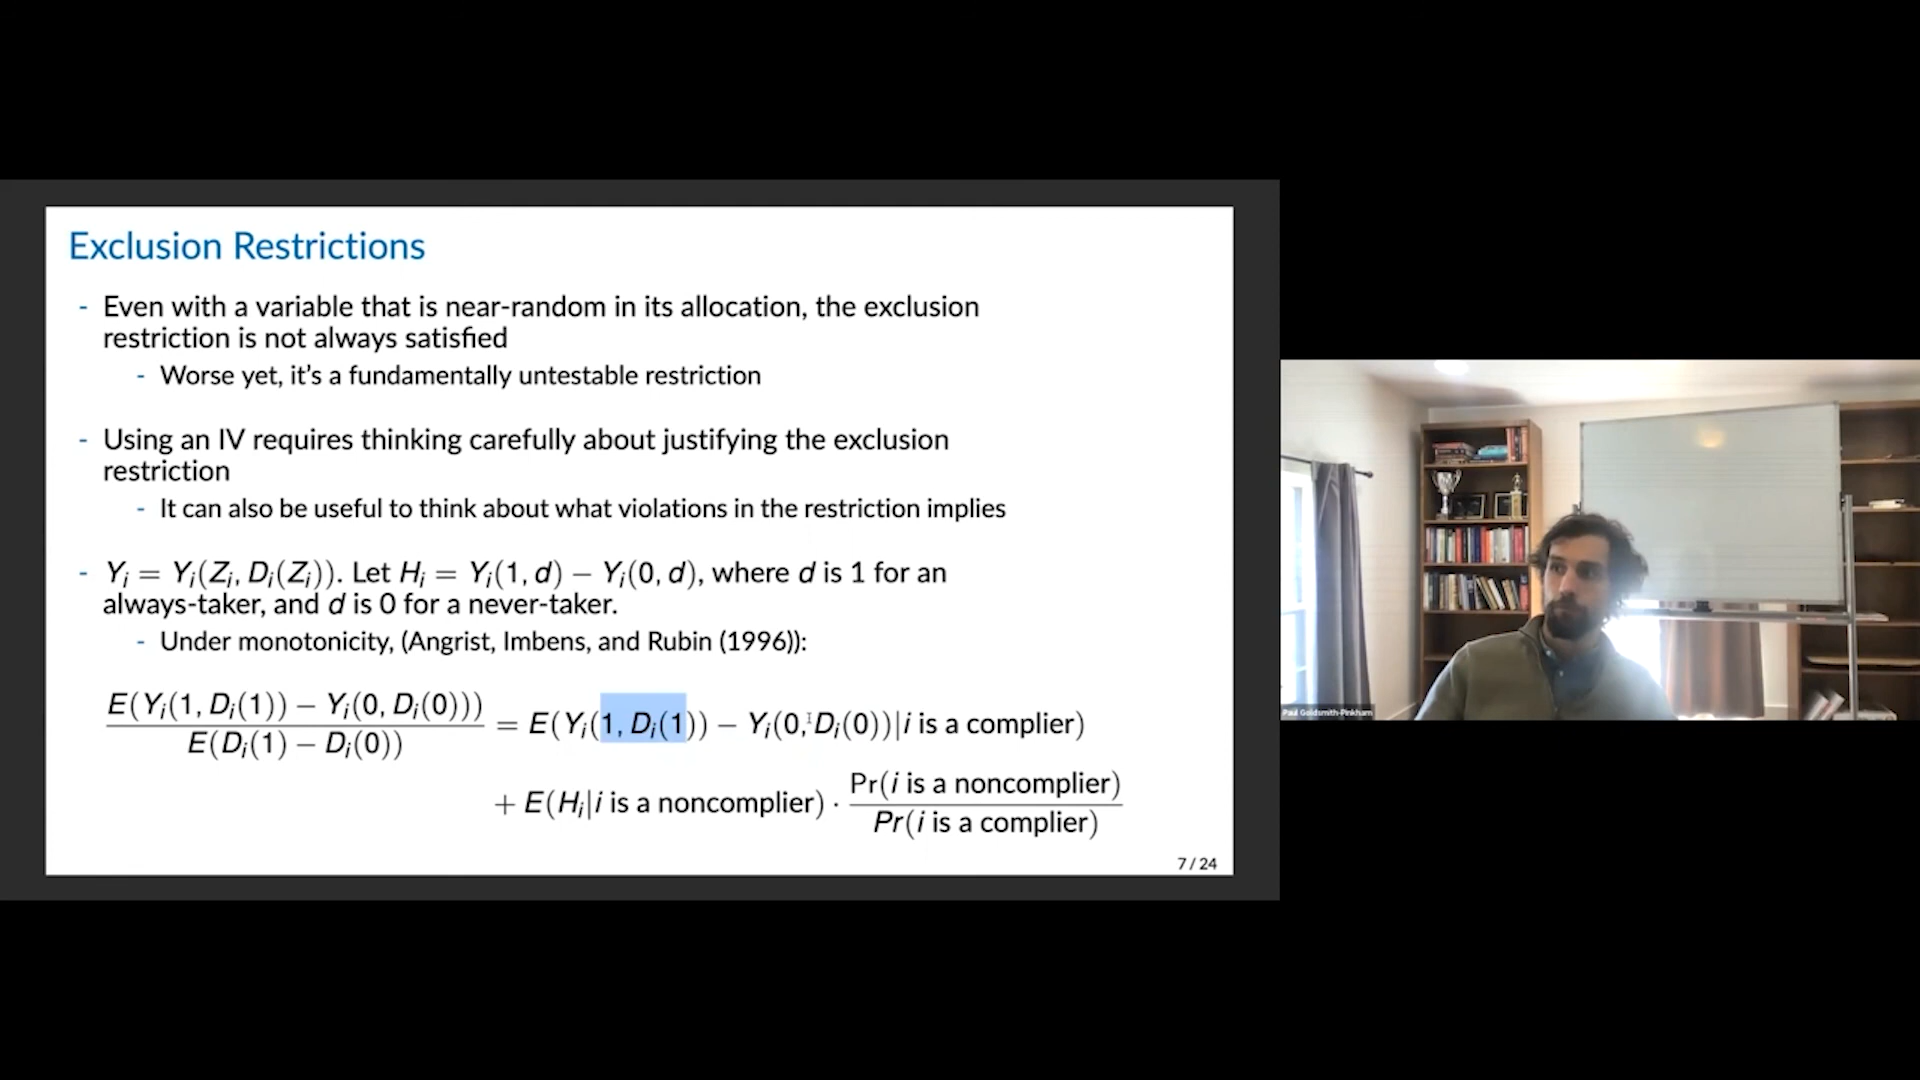 Exclusion Restrictions
- Even with a variable that is near-random in its allocation, the exclusion
restriction is not always satisfied
- Worse yet, it's a fundamentally untestable restriction
- Using an IV requires thinking carefully about justifying the exclusion
restriction
- It can also be useful to think about what violations in the restriction implies
- Yᵢ = Yᵢ(Zᵢ, Dᵢ(Zᵢ)). Let Hᵢ = Yᵢ(1, d) − Yᵢ(0, d), where d is 1 for an
always-taker, and d is 0 for a never-taker.
- Under monotonicity, (Angrist, Imbens, and Rubin (1996)):
E(Yᵢ(1, Dᵢ(1)) − Yᵢ(0, Dᵢ(0)))
E(Dᵢ(1) − Dᵢ(0))
= E(Yᵢ(1, Dᵢ(1)) − Yᵢ(0, Dᵢ(0))|i is a complier)
+ E(Hᵢ|i is a noncomplier) ·
Pr(i is a noncomplier)
Pr(i is a complier)
7 / 24
Paul Goldsmith-Pinkham